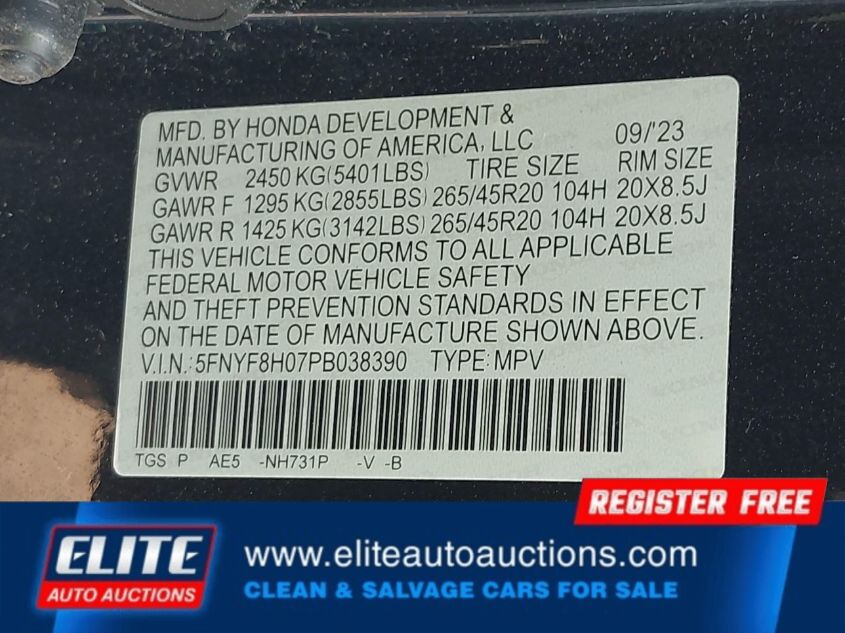 MFD. BY HONDA DEVELOPMENT &
MANUFACTURING OF AMERICA, LLC 09/'23
GVWR 2450 KG(5401LBS) TIRE SIZE RIM SIZE
GAWR F 1295 KG(2855LBS) 265/45R20 104H 20X8.5J
GAWR R 1425 KG(3142LBS) 265/45R20 104H 20X8.5J
THIS VEHICLE CONFORMS TO ALL APPLICABLE
FEDERAL MOTOR VEHICLE SAFETY
AND THEFT PREVENTION STANDARDS IN EFFECT
ON THE DATE OF MANUFACTURE SHOWN ABOVE.
V.I.N.: 5FNYF8H07PB038390 TYPE: MPV
TGS P AE5 -NH731P -V -B
REGISTER FREE
ELITE
AUTO AUCTIONS
www.eliteautoauctions.com
CLEAN & SALVAGE CARS FOR SALE